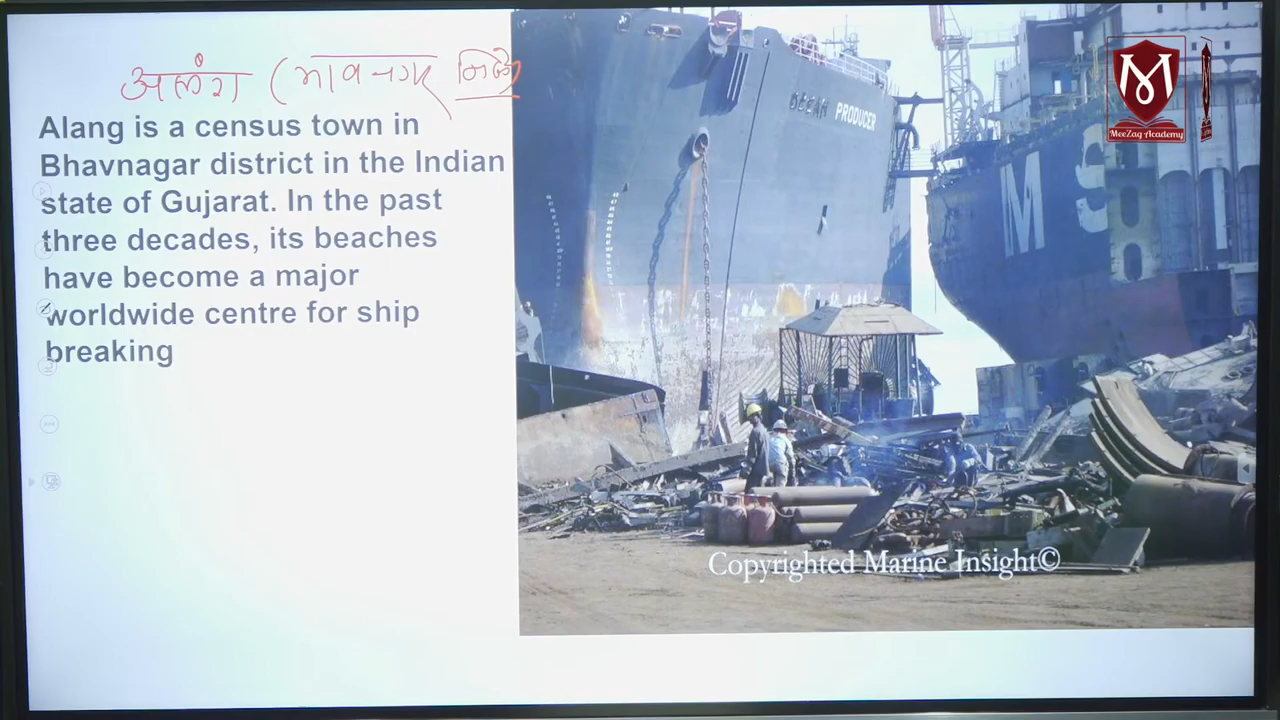 अलंग (भावनगर
Alang is a census town in
Bhavnagar district in the Indian
state of Gujarat. In the past
three decades, its beaches
have become a major
worldwide centre for ship
breaking
OCEAN PRODUCER
M S
M
MeeZaq Academy
Copyrighted Marine Insight©